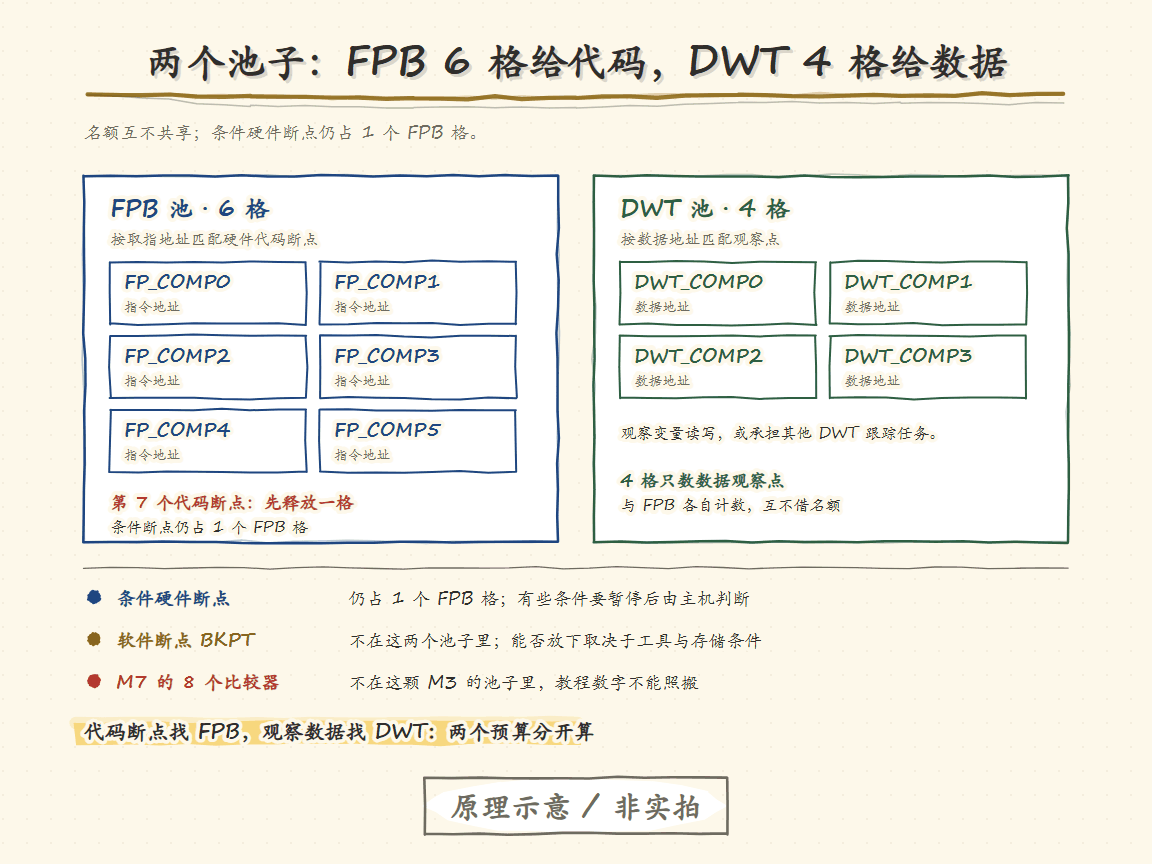 两个池子：FPB 6 格给代码，DWT 4 格给数据
名额互不共享；条件硬件断点仍占 1 个 FPB 格。
FPB 池 · 6 格
按取指地址匹配硬件代码断点
FP_COMP0
指令地址
FP_COMP1
指令地址
FP_COMP2
指令地址
FP_COMP3
指令地址
FP_COMP4
指令地址
FP_COMP5
指令地址
第 7 个代码断点：先释放一格
条件断点仍占 1 个 FPB 格
DWT 池 · 4 格
按数据地址匹配观察点
DWT_COMP0
数据地址
DWT_COMP1
数据地址
DWT_COMP2
数据地址
DWT_COMP3
数据地址
观察变量读写，或承担其他 DWT 跟踪任务。
4 格只数数据观察点
与 FPB 各自计数，互不借名额
条件硬件断点 仍占 1 个 FPB 格；有些条件要暂停后由主机判断
软件断点 BKPT 不在这两个池子里；能否放下取决于工具与存储条件
M7 的 8 个比较器 不在这颗 M3 的池子里，教程数字不能照搬
代码断点找 FPB，观察数据找 DWT：两个预算分开算
原理示意 / 非实拍